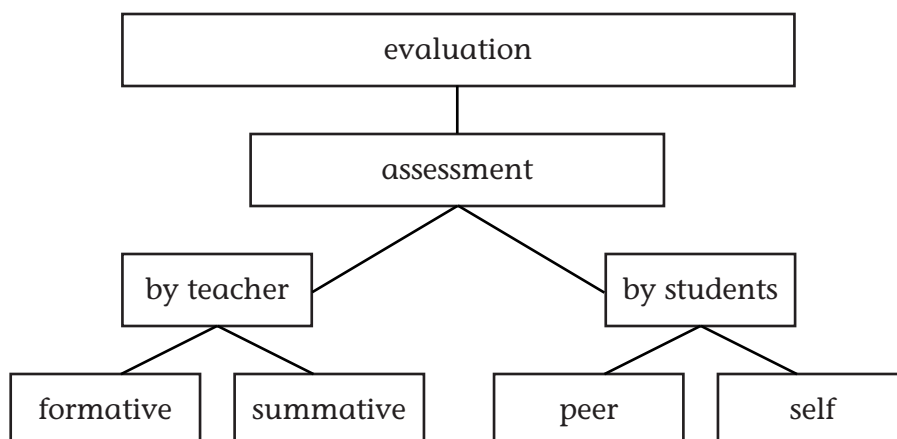 evaluation
assessment
by teacher
by students
formative
summative
peer
self